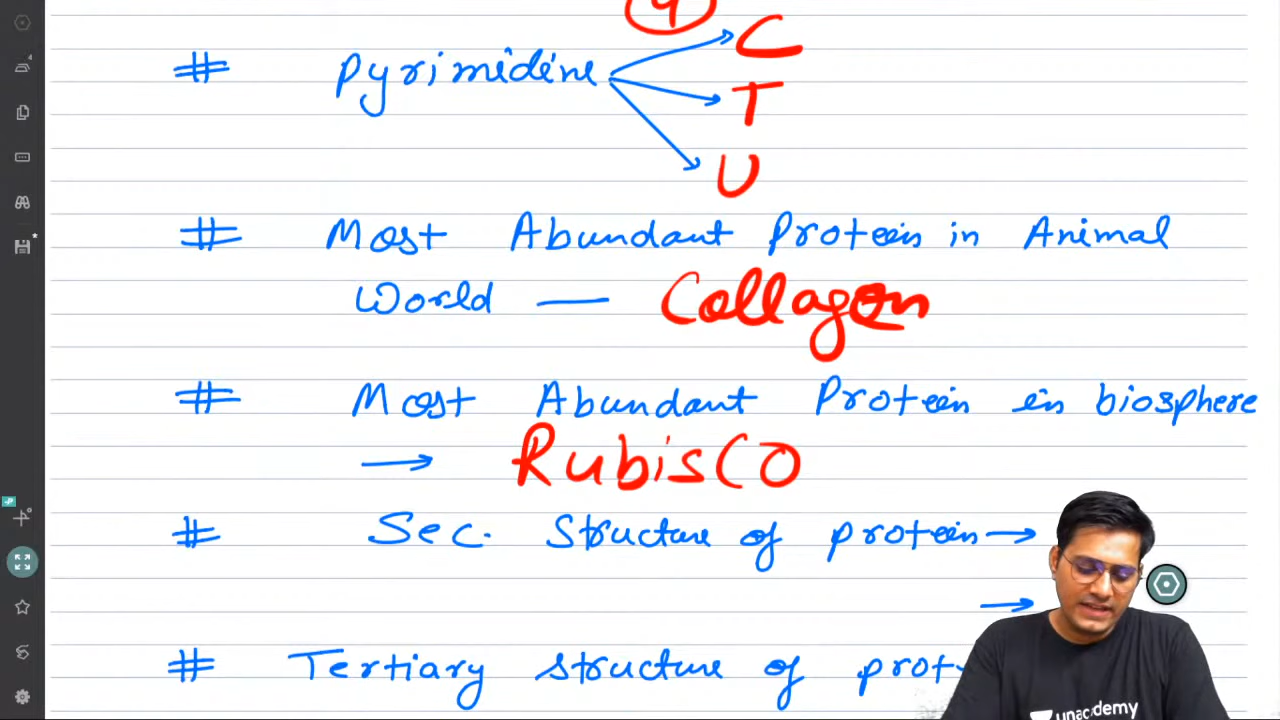 C
# Pyrimidine T
U
# Most Abundant Protein in Animal
World — Collagen
# Most Abundant Protein in biosphere
→ RubisCO
# Sec. Structure of protein →
→
# Tertiary structure of prot
unacademy